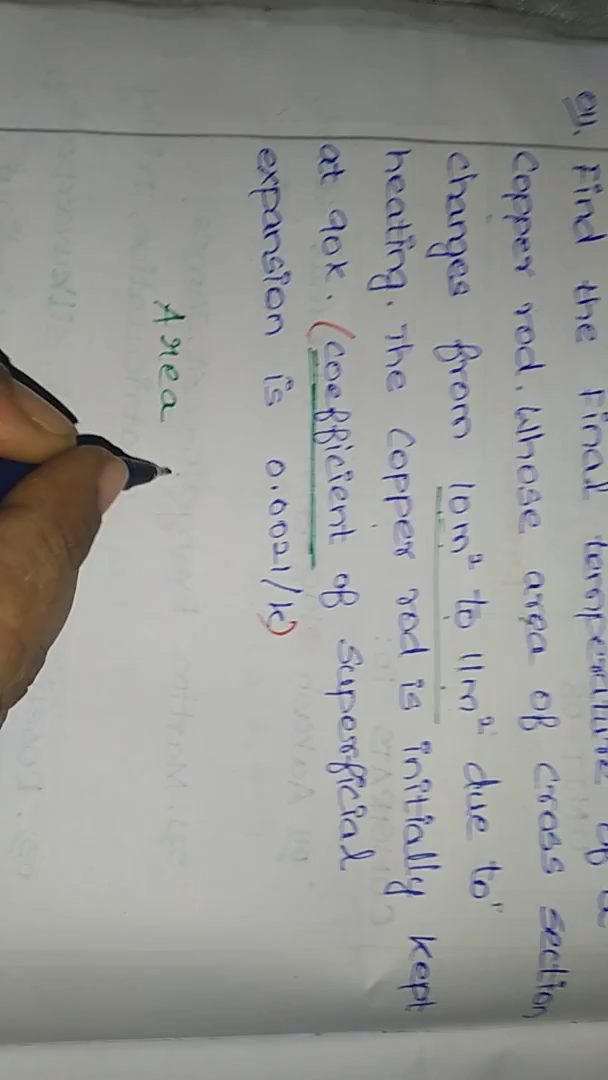 Q11. Find the Final temperature of a
Copper rod. Whose area of cross section
changes from 10m² to 11m² due to
heating. The Copper rod is initially kept
at 90K. (Coefficient of superficial
expansion is 0.0021/K)
Area